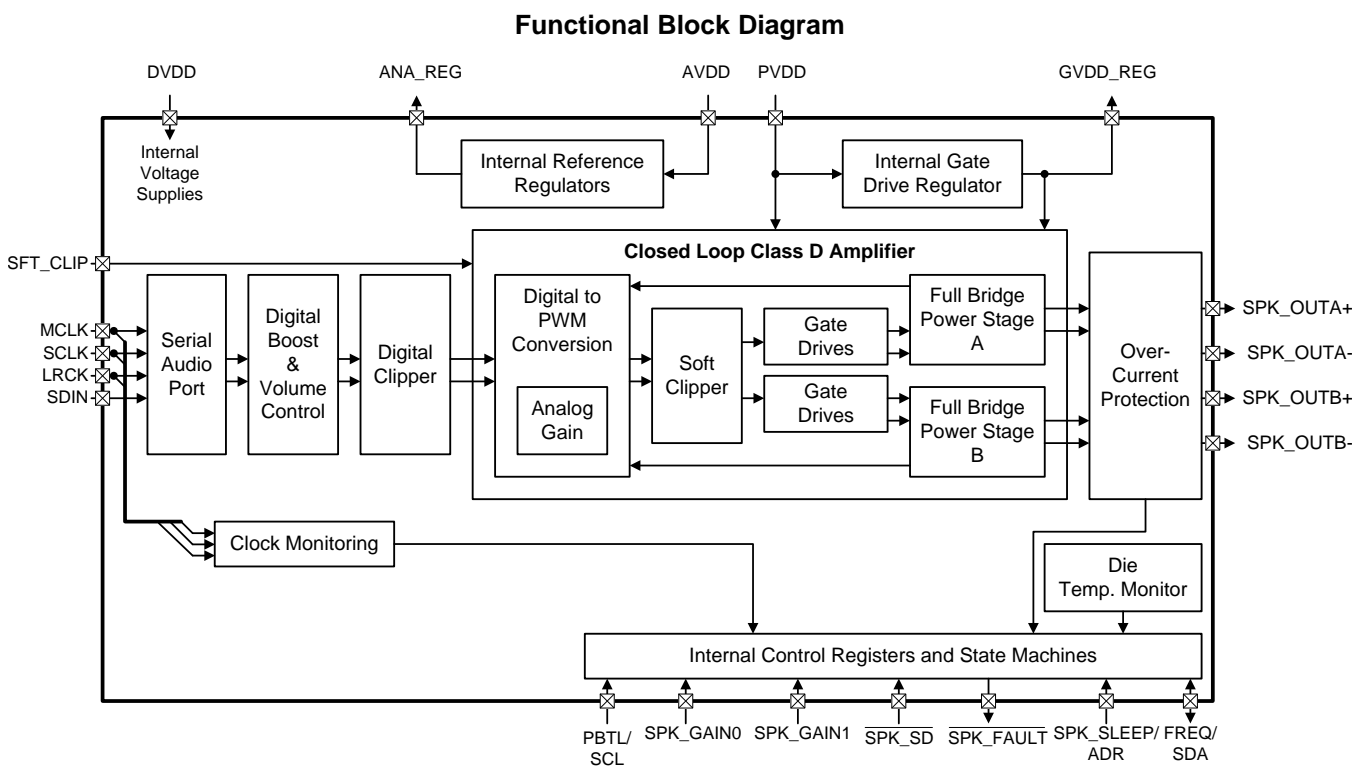 Functional Block Diagram
DVDD
ANA_REG
AVDD
PVDD
GVDD_REG
Internal
Voltage
Supplies
Internal Reference
Regulators
Internal Gate
Drive Regulator
SFT_CLIP
MCLK
SCLK
LRCK
SDIN
Serial
Audio
Port
Digital
Boost
&
Volume
Control
Digital
Clipper
Closed Loop Class D Amplifier
Digital to
PWM
Conversion
Analog
Gain
Soft
Clipper
Gate
Drives
Gate
Drives
Full Bridge
Power Stage
A
Full Bridge
Power Stage
B
Over-
Current
Protection
SPK_OUTA+
SPK_OUTA-
SPK_OUTB+
SPK_OUTB-
Clock Monitoring
Die
Temp. Monitor
Internal Control Registers and State Machines
PBTL/
SCL
SPK_GAIN0
SPK_GAIN1
SPK_SD
SPK_FAULT
SPK_SLEEP/
ADR
FREQ/
SDA